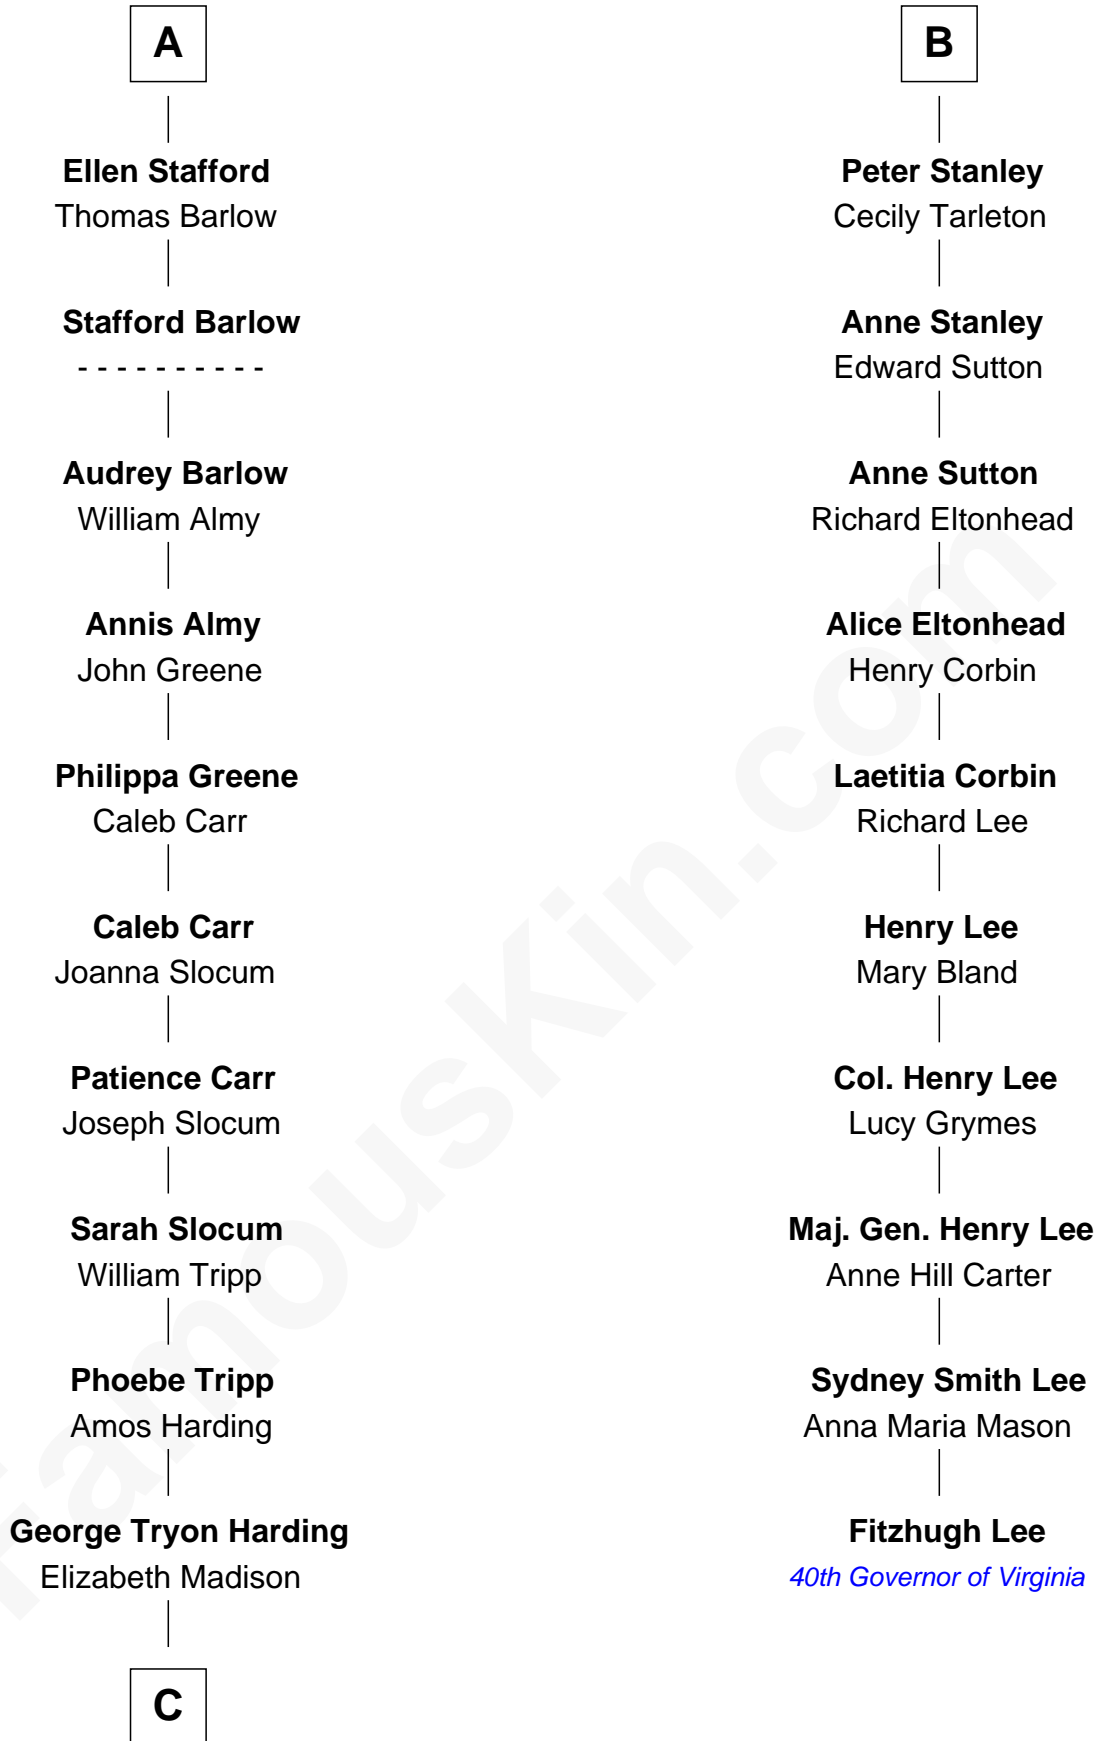 A
Ellen Stafford
Thomas Barlow
Stafford Barlow
- - - - - - - - - -
Audrey Barlow
William Almy
Annis Almy
John Greene
Philippa Greene
Caleb Carr
Caleb Carr
Joanna Slocum
Patience Carr
Joseph Slocum
Sarah Slocum
William Tripp
Phoebe Tripp
Amos Harding
George Tryon Harding
Elizabeth Madison
C
B
Peter Stanley
Cecily Tarleton
Anne Stanley
Edward Sutton
Anne Sutton
Richard Eltonhead
Alice Eltonhead
Henry Corbin
Laetitia Corbin
Richard Lee
Henry Lee
Mary Bland
Col. Henry Lee
Lucy Grymes
Maj. Gen. Henry Lee
Anne Hill Carter
Sydney Smith Lee
Anna Maria Mason
Fitzhugh Lee
40th Governor of Virginia
FamousKin.com